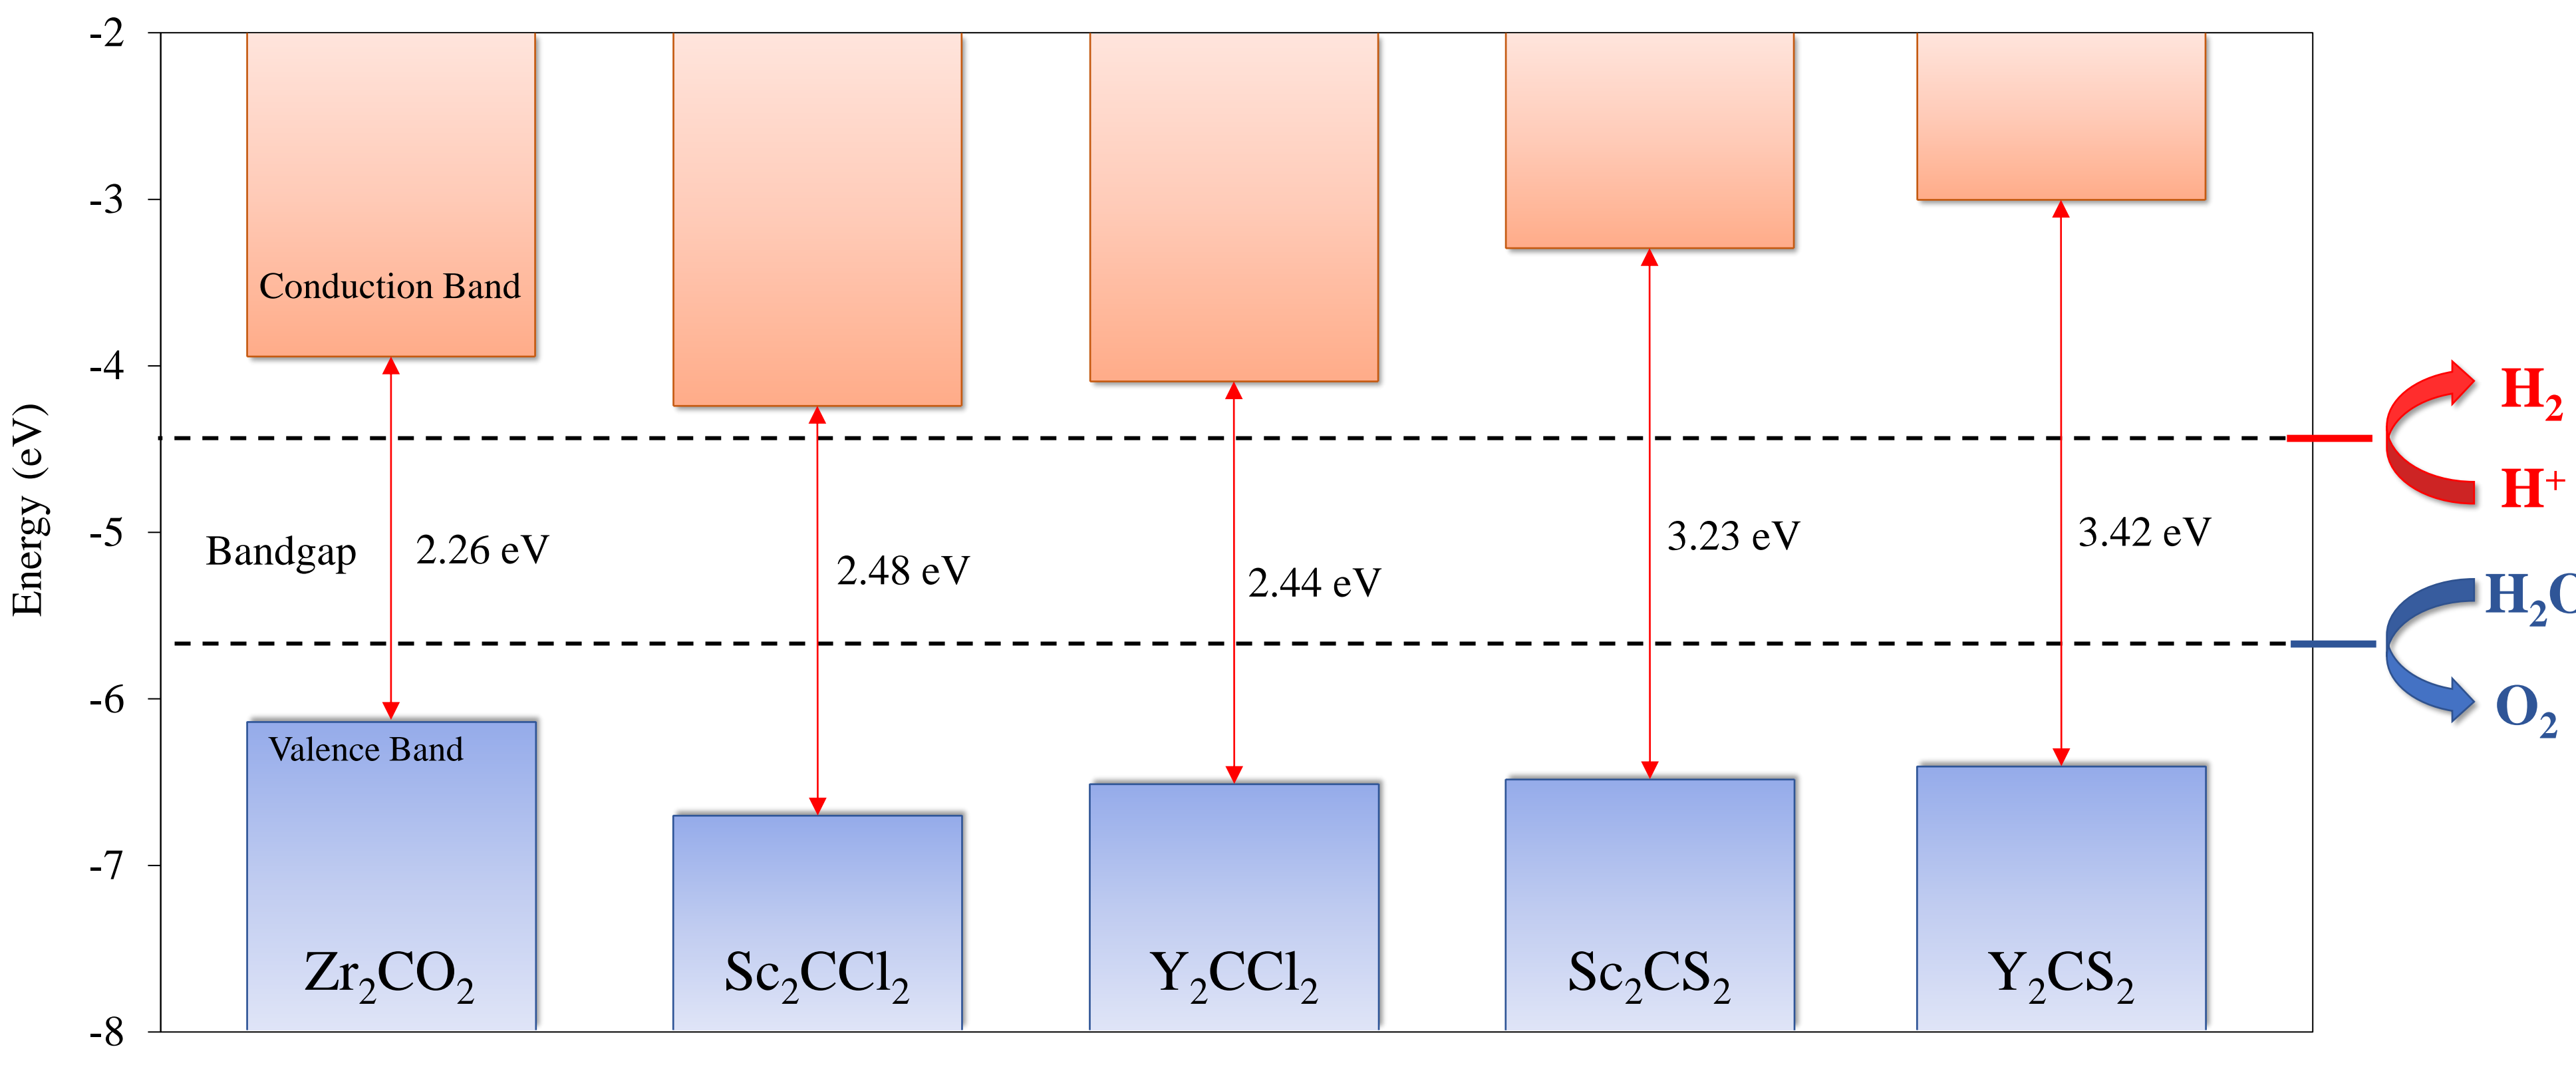 Energy (eV)
-2
-3
-4
-5
-6
-7
-8
Conduction Band
Bandgap
2.26 eV
2.48 eV
2.44 eV
3.23 eV
3.42 eV
Valence Band
Zr₂CO₂
Sc₂CCl₂
Y₂CCl₂
Sc₂CS₂
Y₂CS₂
H₂
H⁺
H₂O
O₂